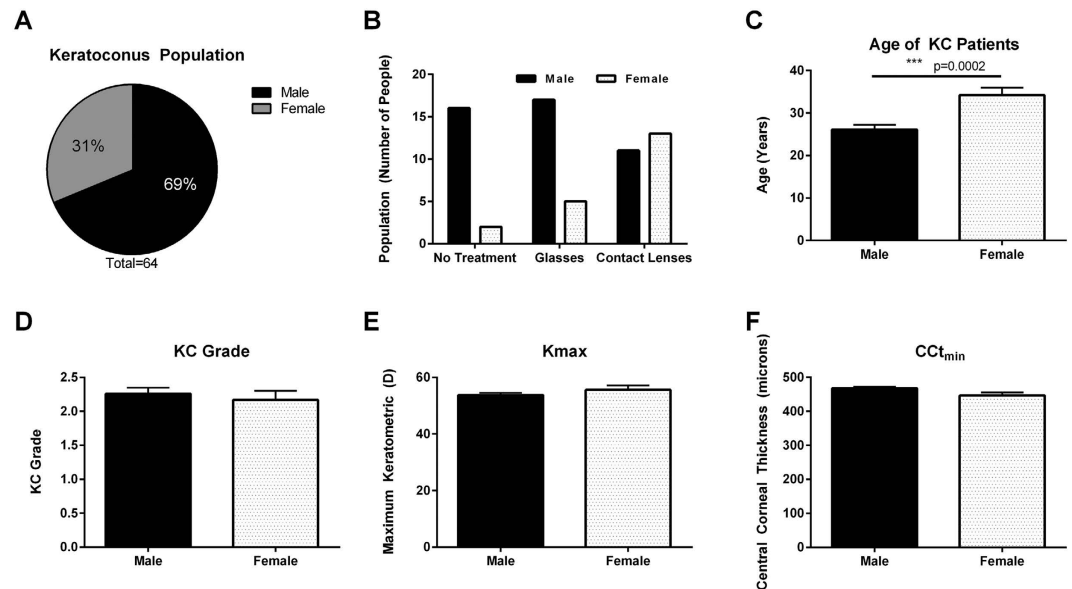 A
Keratoconus Population
Male
Female
31%
69%
Total=64
B
Male
Female
Population (Number of People)
20
15
10
5
0
No Treatment
Glasses
Contact Lenses
C
Age of KC Patients
*** p=0.0002
Age (Years)
40
30
20
10
0
Male
Female
D
KC Grade
KC Grade
2.5
2.0
1.5
1.0
0.5
0.0
Male
Female
E
Kmax
Maximum Keratometric (D)
60
40
20
0
Male
Female
F
CCtmin
Central Corneal Thickness (microns)
500
400
300
200
100
0
Male
Female